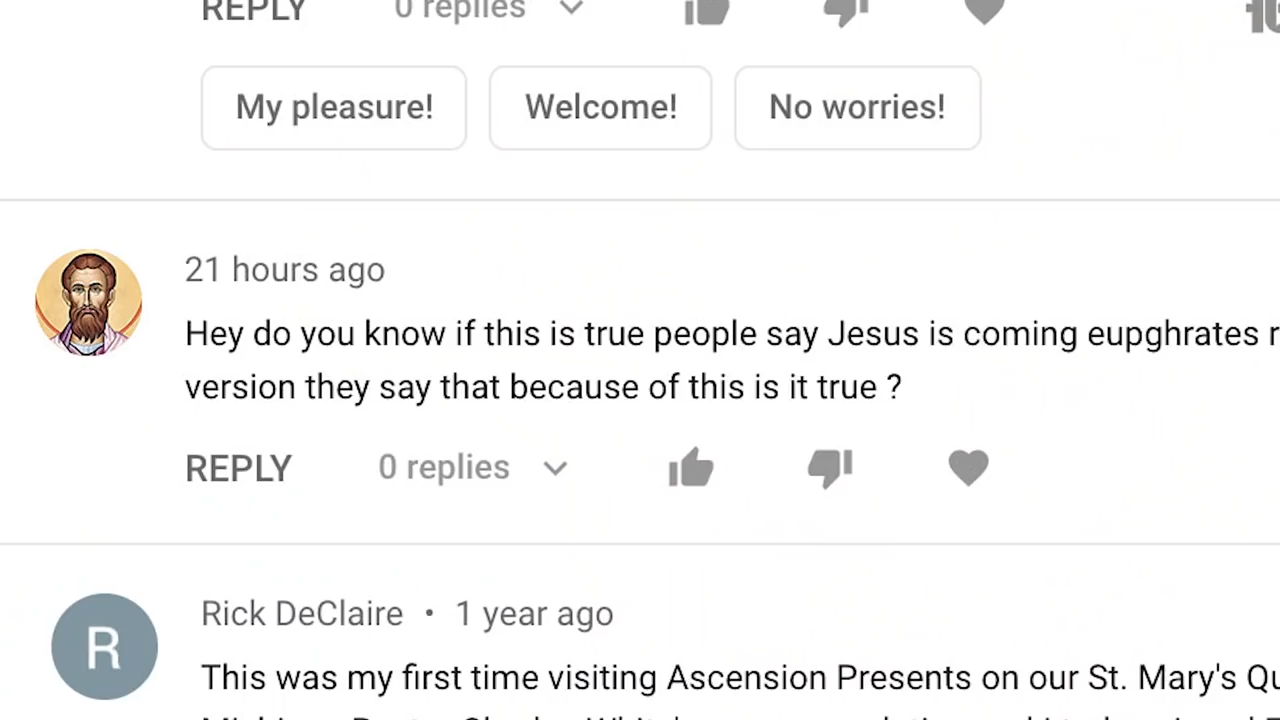 REPLY 0 replies
My pleasure! Welcome! No worries!
21 hours ago
Hey do you know if this is true people say Jesus is coming eupghrates
version they say that because of this is it true ?
REPLY 0 replies
R
Rick DeClaire • 1 year ago
This was my first time visiting Ascension Presents on our St. Mary's